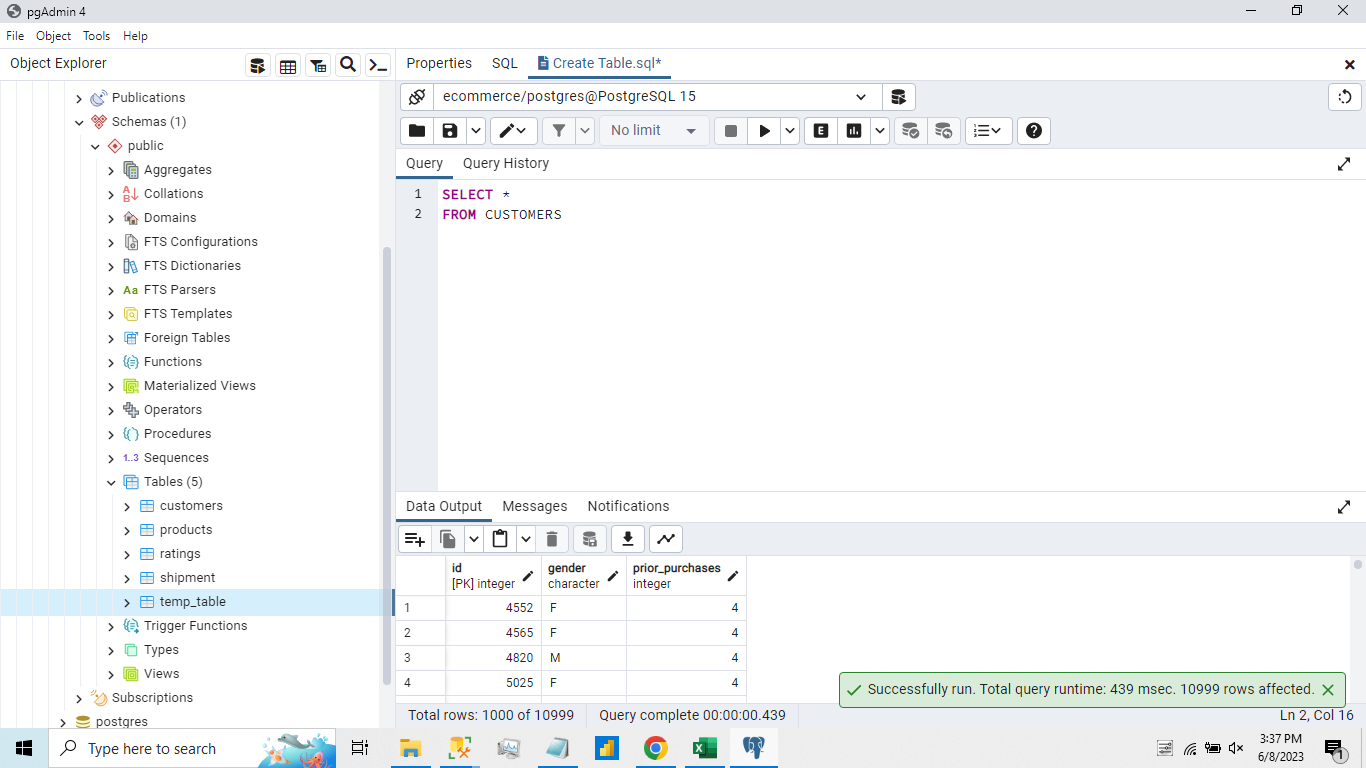 pgAdmin 4
File Object Tools Help
Object Explorer
Publications
Schemas (1)
public
Aggregates
Collations
Domains
FTS Configurations
FTS Dictionaries
Aa FTS Parsers
FTS Templates
Foreign Tables
Functions
Materialized Views
Operators
Procedures
1..3 Sequences
Tables (5)
customers
products
ratings
shipment
temp_table
Trigger Functions
Types
Views
Subscriptions
postgres
Properties SQL Create Table.sql*
ecommerce/postgres@PostgreSQL 15
No limit E
Query Query History
1 SELECT *
2 FROM CUSTOMERS
Data Output Messages Notifications
id gender prior_purchases
[PK] integer character integer
1 4552 F 4
2 4565 F 4
3 4820 M 4
4 5025 F 4
Successfully run. Total query runtime: 439 msec. 10999 rows affected.
Total rows: 1000 of 10999 Query complete 00:00:00.439 Ln 2, Col 16
Type here to search
3:37 PM
6/8/2023
1